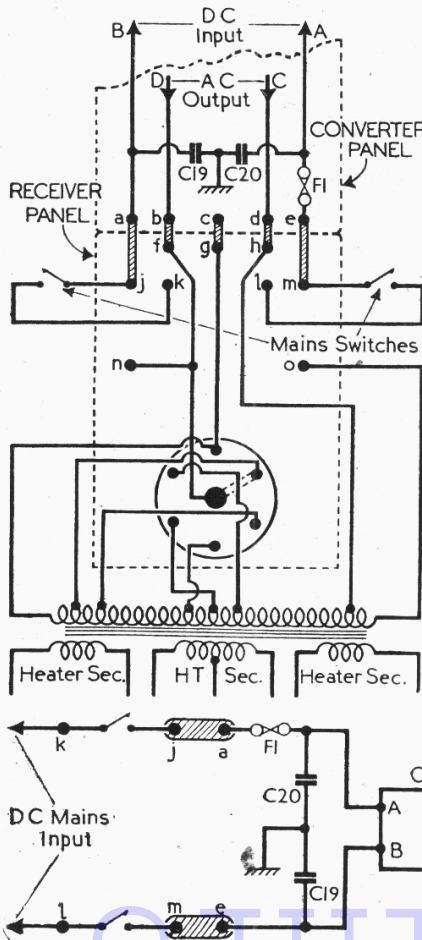 DC
B Input A
D AC C
Output
CONVERTER
PANEL
C19 C20
F1
RECEIVER
PANEL
a b c d e
f g h
j k l m
Mains Switches
n o
Heater Sec. HT Sec. Heater Sec.
k j a F1
C20 C
A
DC Mains
Input
B
C19
l m e